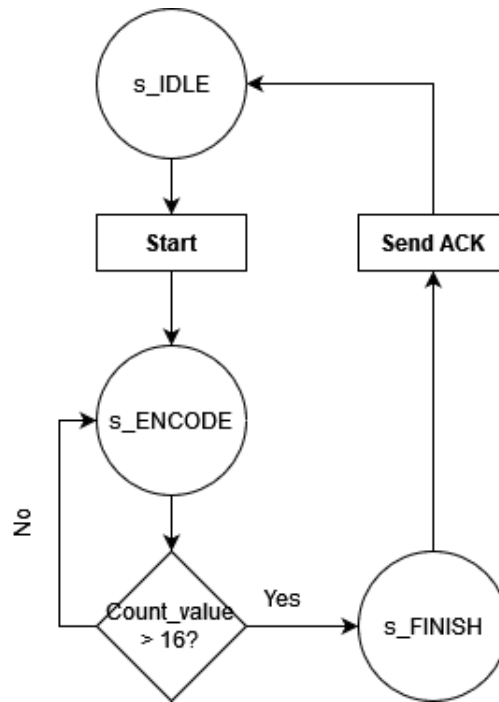 s_IDLE
Start
Send ACK
s_ENCODE
No
Count_value
> 16?
Yes
s_FINISH